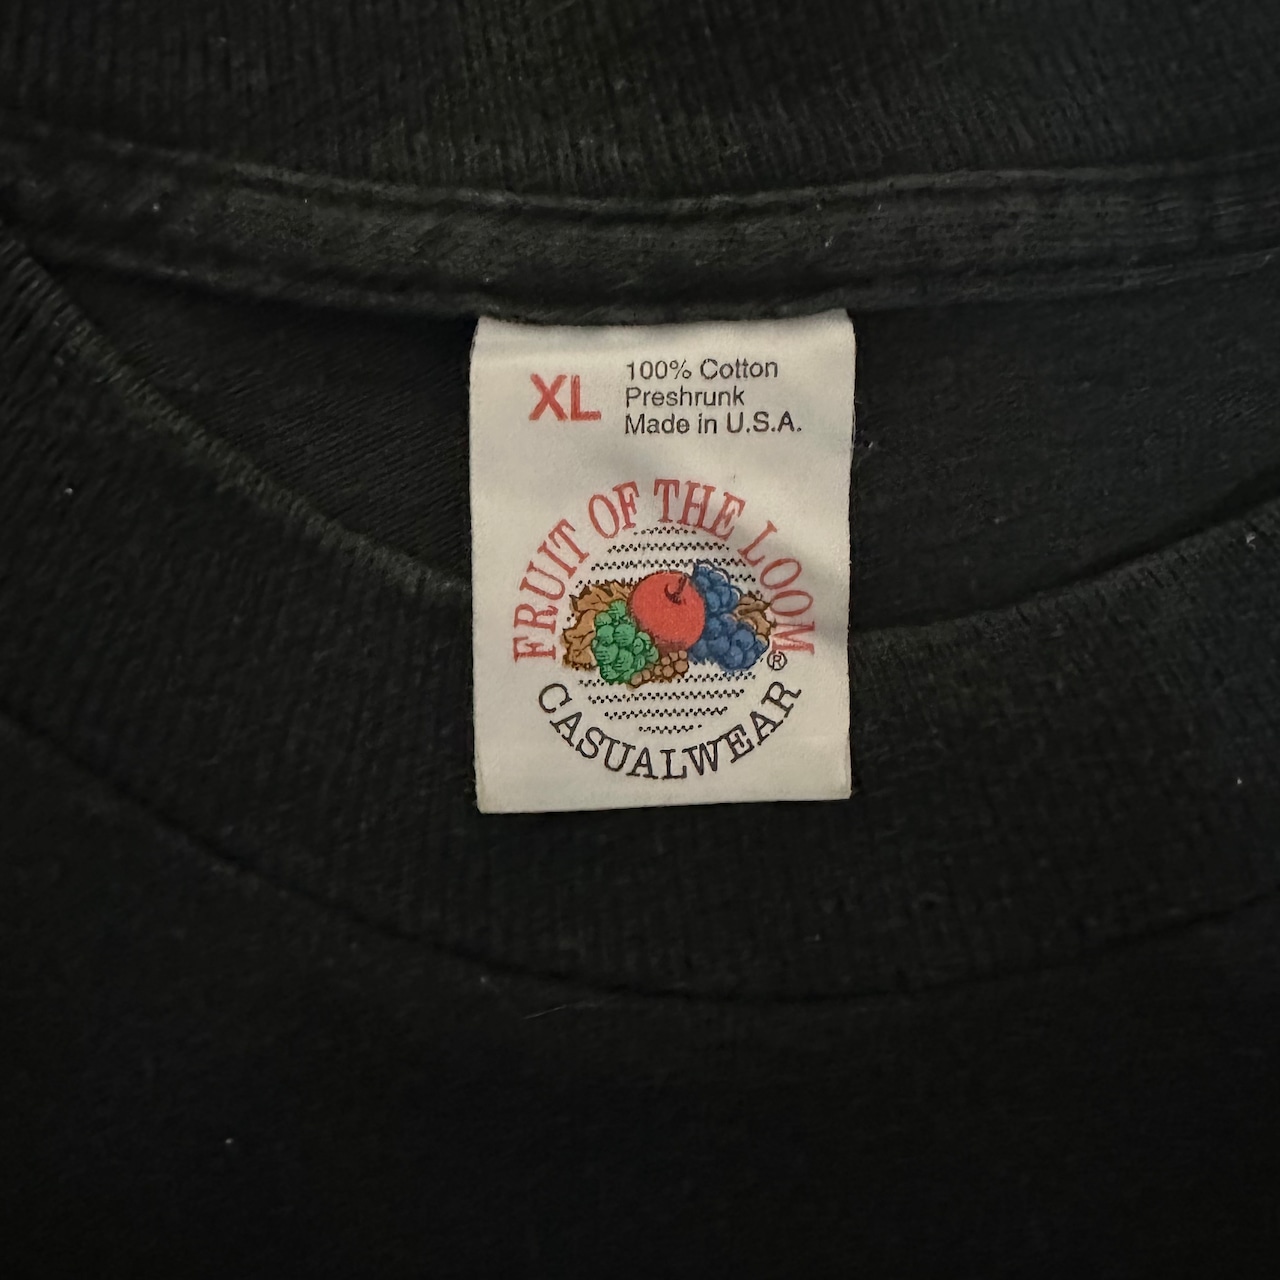 XL
100% Cotton
Preshrunk
Made in U.S.A.
FRUIT OF THE LOOM
®
CASUALWEAR